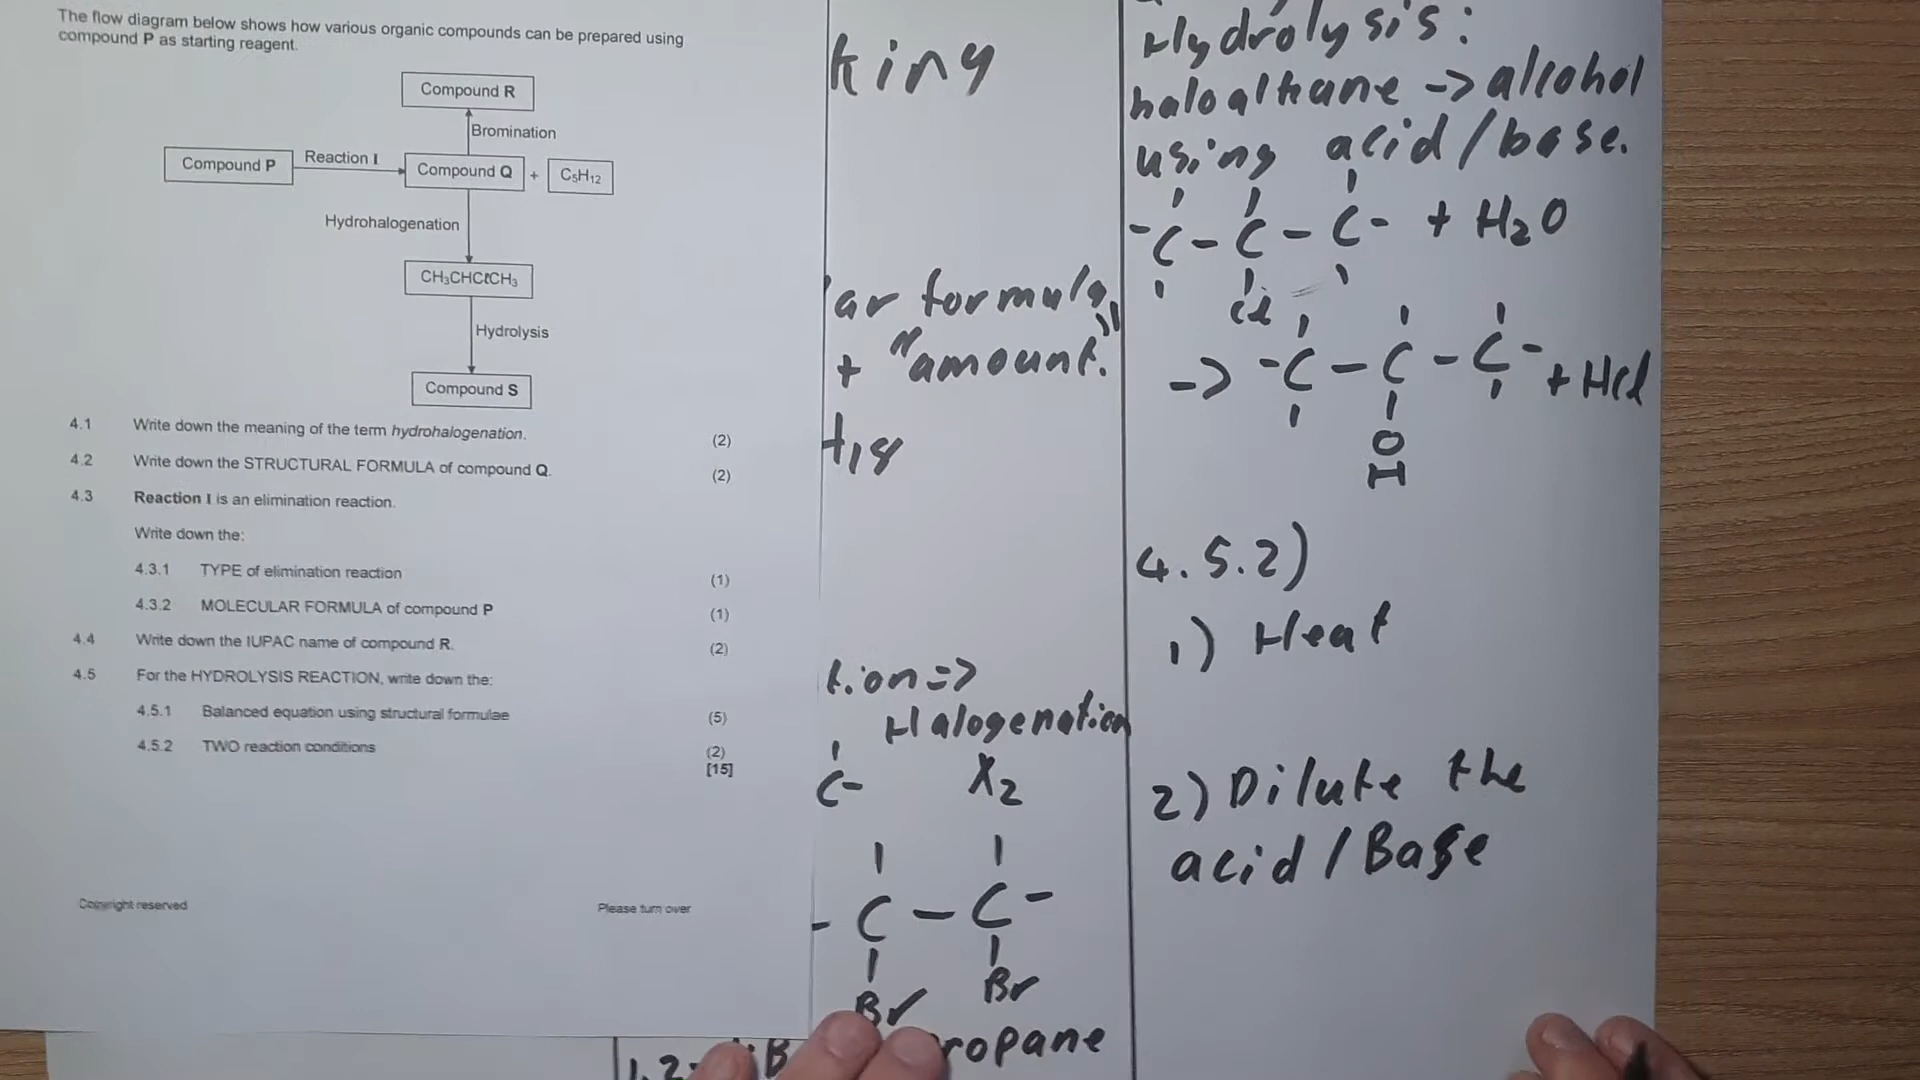 The flow diagram below shows how various organic compounds can be prepared using
compound P as starting reagent.
Compound R
Bromination
Compound P
Reaction I
Compound Q
+
C₅H₁₂
Hydrohalogenation
CH₃CHCℓCH₃
Hydrolysis
Compound S
4.1 Write down the meaning of the term hydrohalogenation. (2)
4.2 Write down the STRUCTURAL FORMULA of compound Q. (2)
4.3 Reaction I is an elimination reaction.
Write down the:
4.3.1 TYPE of elimination reaction (1)
4.3.2 MOLECULAR FORMULA of compound P (1)
4.4 Write down the IUPAC name of compound R. (2)
4.5 For the HYDROLYSIS REACTION, write down the:
4.5.1 Balanced equation using structural formulae (5)
4.5.2 TWO reaction conditions (2)
[15]
Copyright reserved
Please turn over
king
ar formula
+ "amount."
H18
tion =>
Halogenation
C- X2
- C - C -
Br Br
1,2- diB
ropane
Hydrolysis:
haloalkane -> alcohol
using acid/base.
- C - C - C - + H2O
Cl
-> - C - C - C - + HCl
O
H
4.5.2)
1) Heat
2) Dilute the
acid/Base